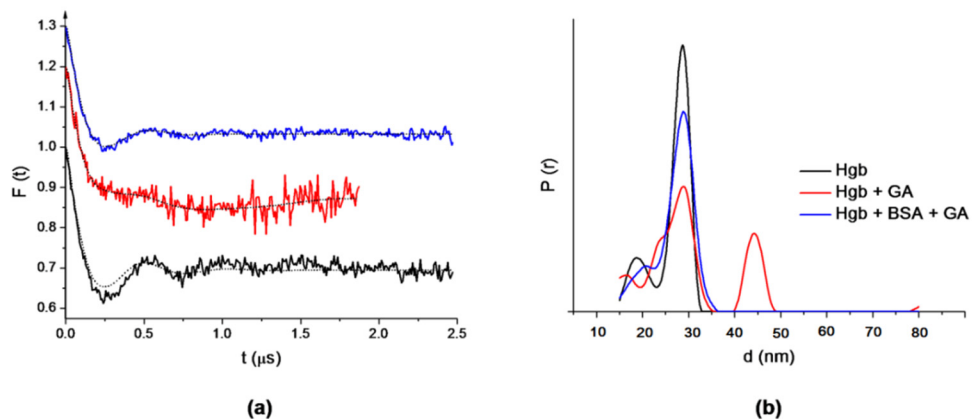 1.3
1.2
1.1
1.0
0.9
0.8
0.7
0.6
F (t)
0.0 0.5 1.0 1.5 2.0 2.5
t (μs)
(a)
P (r)
Hgb
Hgb + GA
Hgb + BSA + GA
10 20 30 40 50 60 70 80 90
d (nm)
(b)